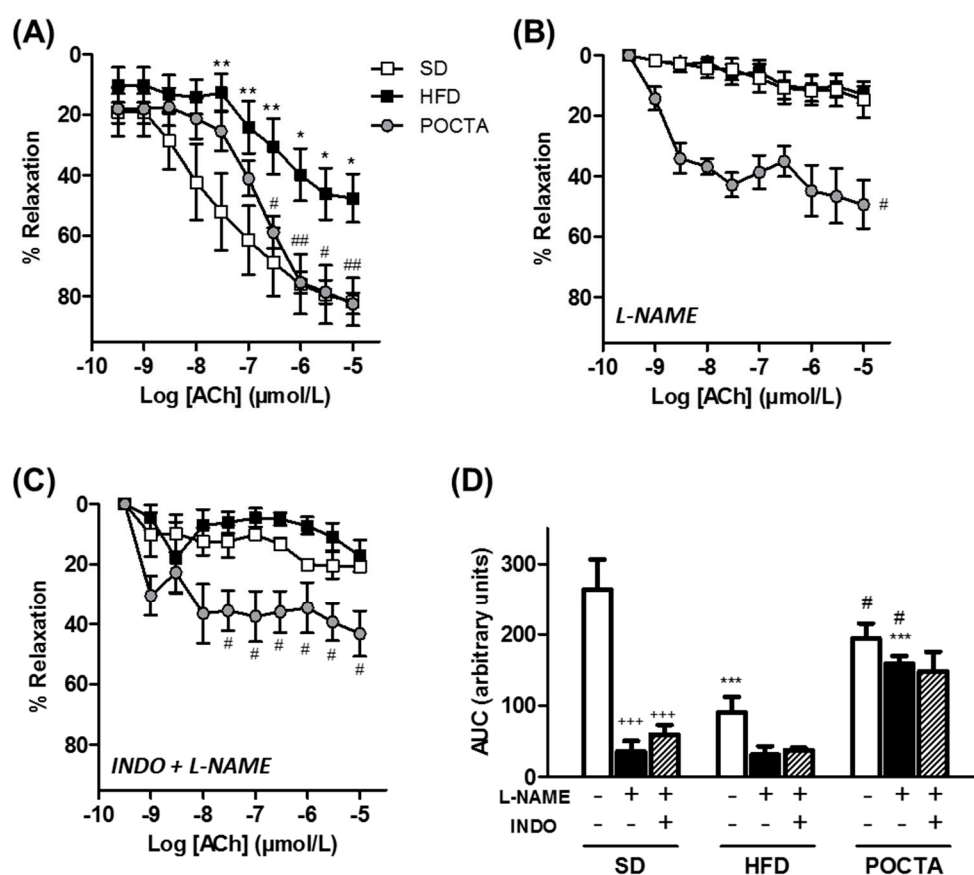 (A)
0
20
40
60
80
% Relaxation
-10 -9 -8 -7 -6 -5
Log [ACh] (µmol/L)
SD
HFD
POCTA
** ** ** * * *
# ## # ##
(B)
0
20
40
60
80
% Relaxation
#
L-NAME
-10 -9 -8 -7 -6 -5
Log [ACh] (µmol/L)
(C)
0
20
40
60
80
% Relaxation
# # # # # #
INDO + L-NAME
-10 -9 -8 -7 -6 -5
Log [ACh] (µmol/L)
(D)
300
200
100
0
AUC (arbitrary units)
+++ +++ *** # # ***
L-NAME - + + - + + - + +
INDO - - + - - + - - +
SD HFD POCTA